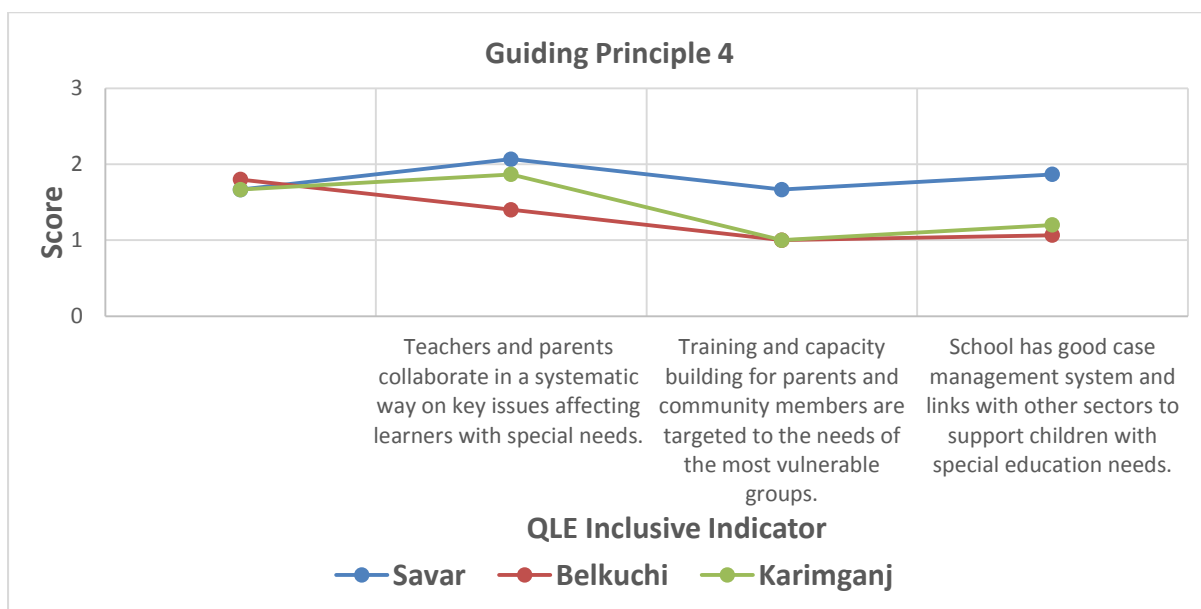 Guiding Principle 4
3
2
1
0
Score
Teachers and parents
collaborate in a systematic
way on key issues affecting
learners with special needs.
Training and capacity
building for parents and
community members are
targeted to the needs of
the most vulnerable
groups.
School has good case
management system and
links with other sectors to
support children with
special education needs.
QLE Inclusive Indicator
Savar Belkuchi Karimganj